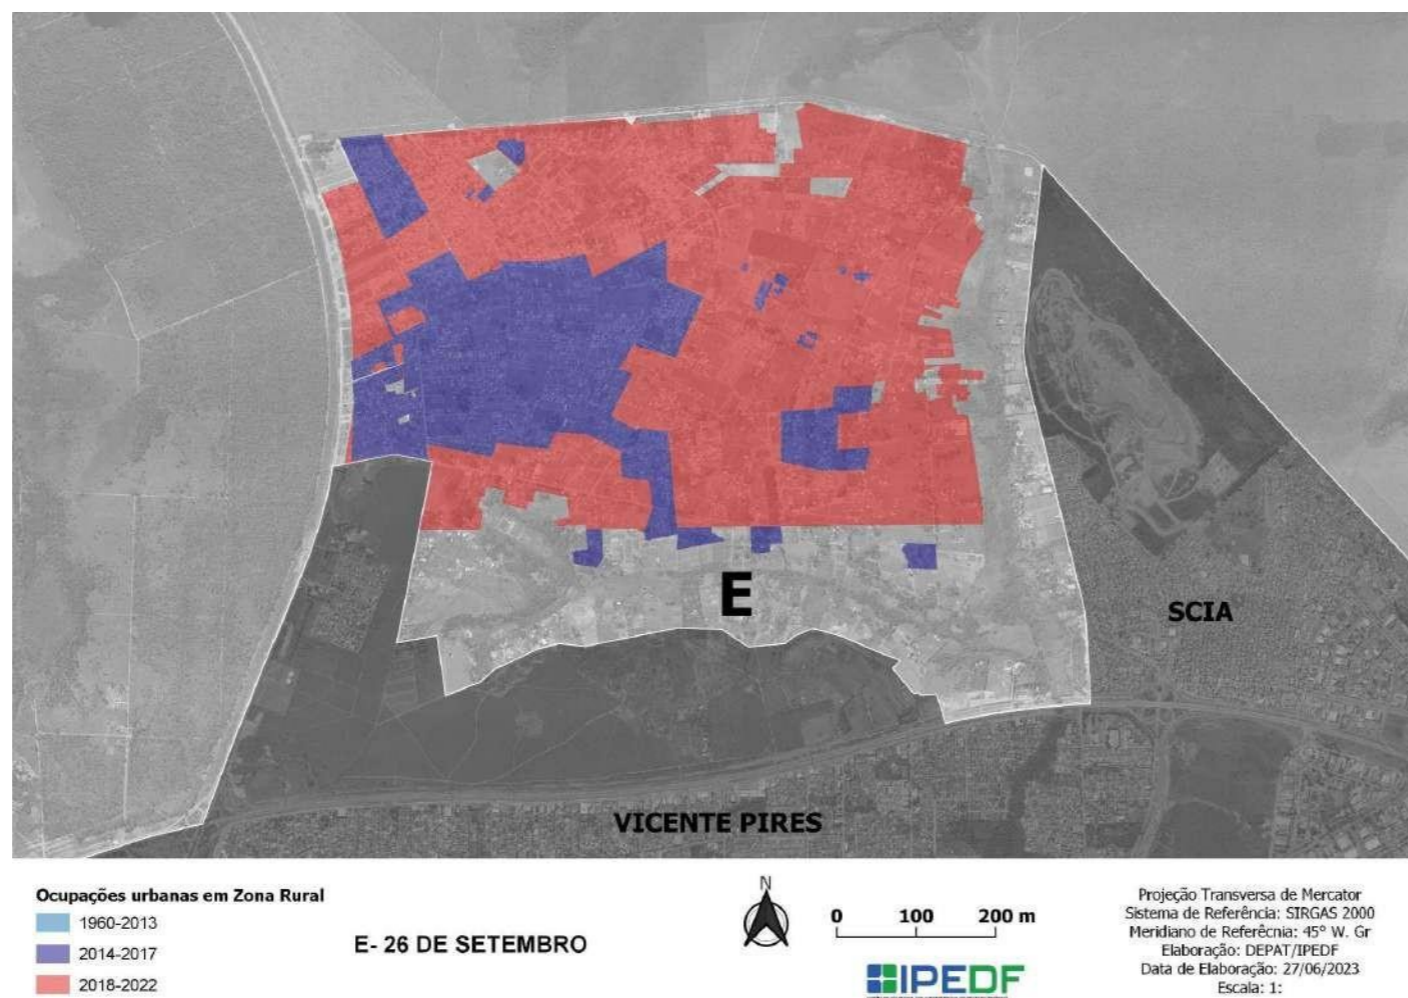 E
SCIA
VICENTE PIRES
Ocupações urbanas em Zona Rural
1960-2013
2014-2017
2018-2022
E- 26 DE SETEMBRO
N
0 100 200 m
IPEDF
Projeção Transversa de Mercator
Sistema de Referência: SIRGAS 2000
Meridiano de Referêcnia: 45° W. Gr
Elaboração: DEPAT/IPEDF
Data de Elaboração: 27/06/2023
Escala: 1: